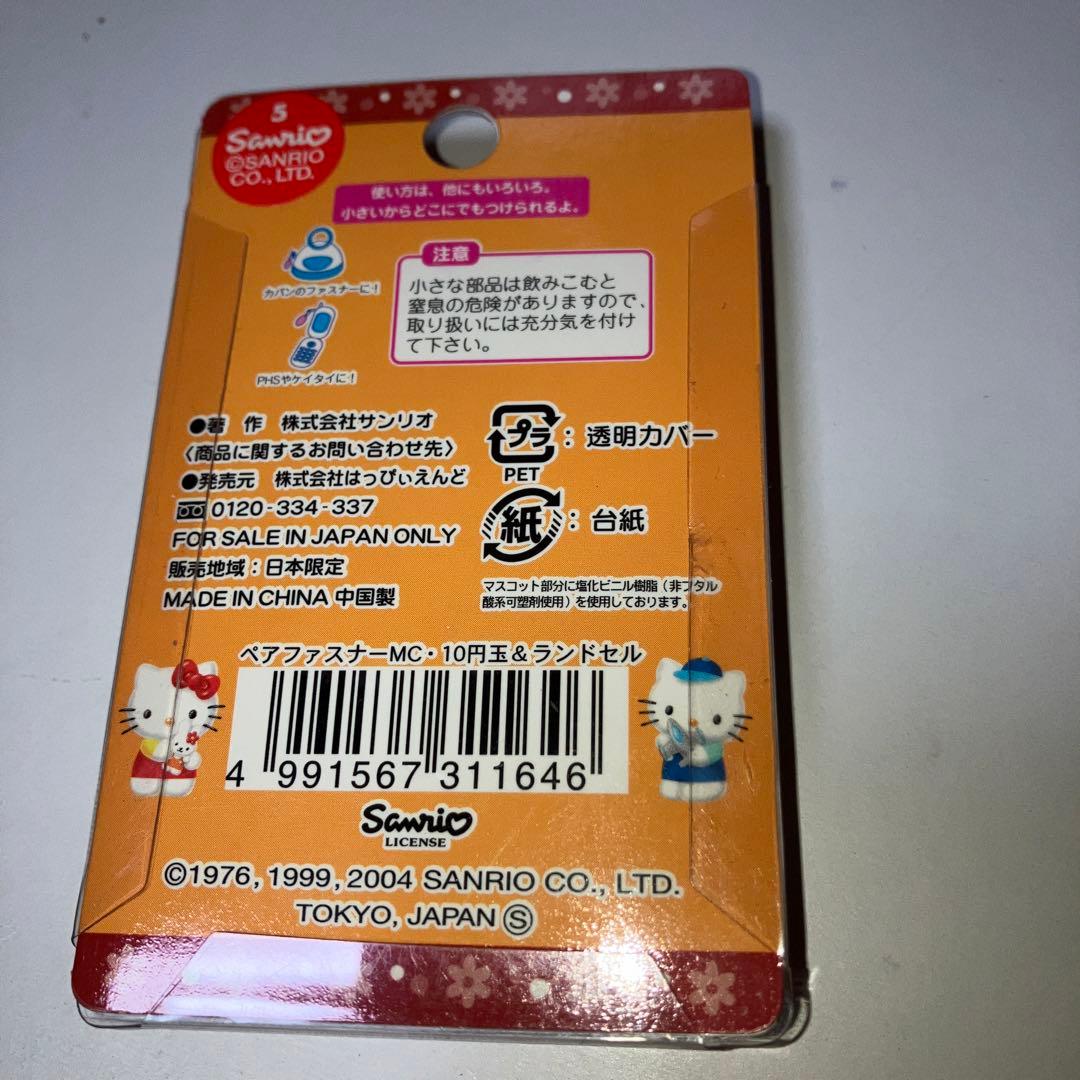 5
Sanrio
©SANRIO
CO., LTD.
使い方は、他にもいろいろ。
小さいからどこにでもつけられるよ。
カバンのファスナーに!
PHSやケイタイに!
注意
小さな部品は飲みこむと
窒息の危険がありますので、
取り扱いには充分気を付け
て下さい。
●著 作 株式会社サンリオ
〈商品に関するお問い合わせ先〉
●発売元 株式会社はっぴぃえんど
0120-334-337
FOR SALE IN JAPAN ONLY
販売地域:日本限定
MADE IN CHINA 中国製
プラ : 透明カバー
PET
紙 : 台紙
マスコット部分に塩化ビニル樹脂(非フタル
酸系可塑剤使用)を使用しております。
ペアファスナーMC・10円玉&ランドセル
4 991567 311646
Sanrio
LICENSE
©1976, 1999, 2004 SANRIO CO., LTD.
TOKYO, JAPAN Ⓢ